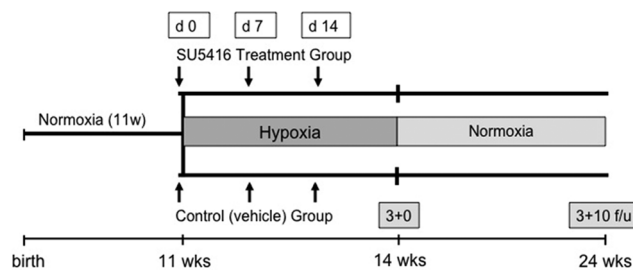 d 0 d 7 d 14
SU5416 Treatment Group
Normoxia (11w)
Hypoxia
Normoxia
Control (vehicle) Group
3+0
3+10 f/u
birth 11 wks 14 wks 24 wks